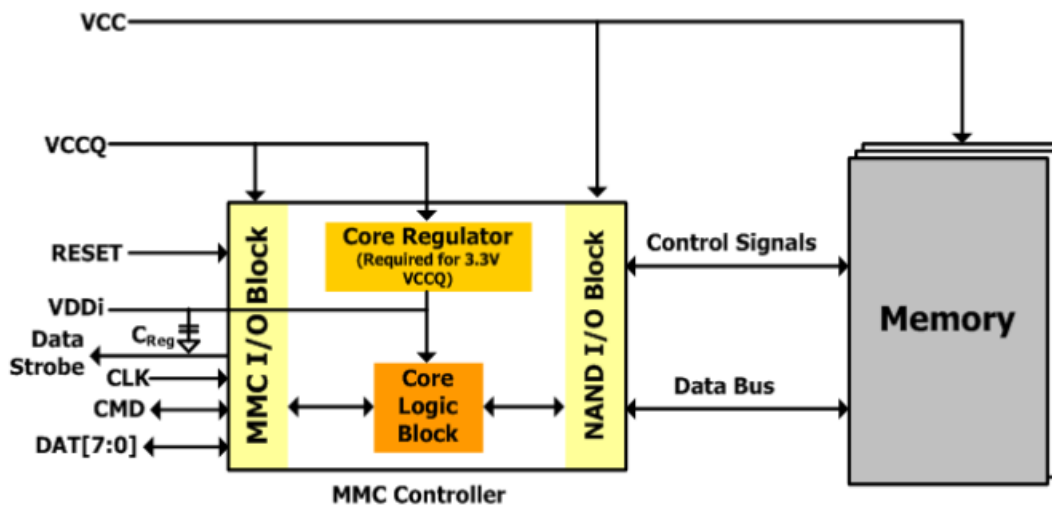 VCC
VCCQ
RESET
VDDi
C Reg
Data
Strobe
CLK
CMD
DAT[7:0]
MMC I/O Block
Core Regulator
(Required for 3.3V
VCCQ)
Core
Logic
Block
NAND I/O Block
MMC Controller
Control Signals
Data Bus
Memory